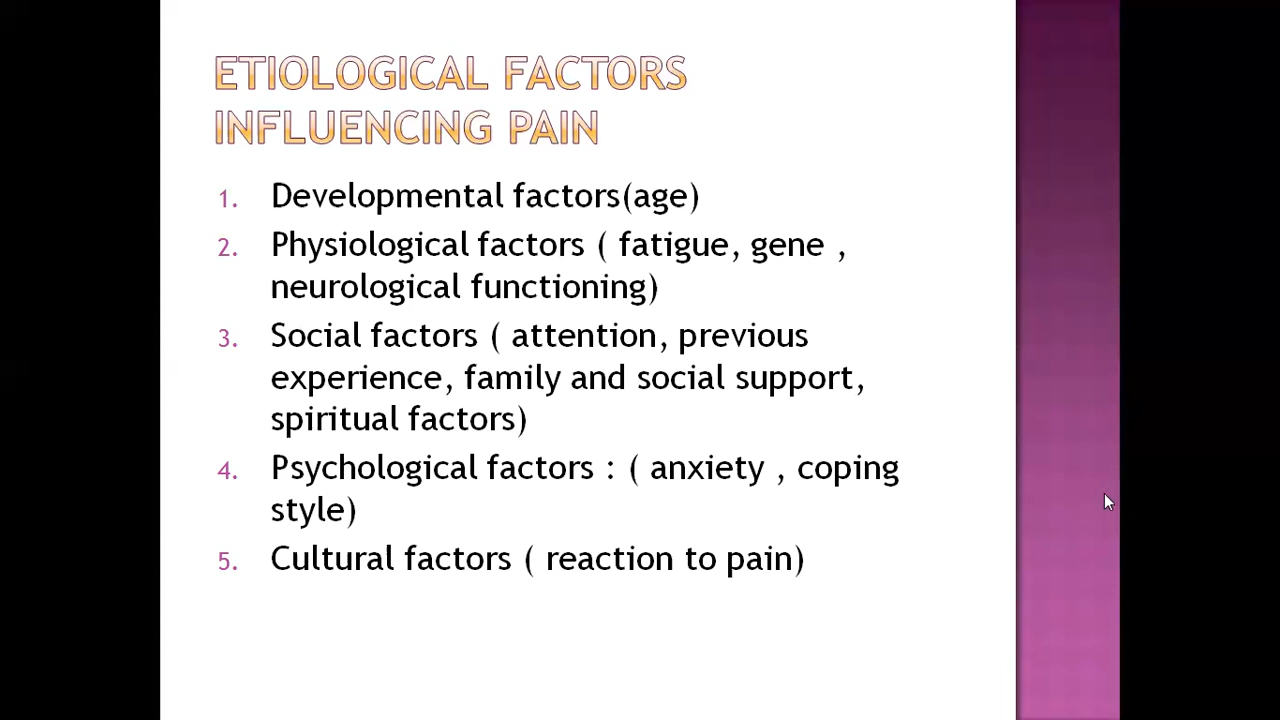 ETIOLOGICAL FACTORS
INFLUENCING PAIN
1. Developmental factors(age)
2. Physiological factors ( fatigue, gene ,
neurological functioning)
3. Social factors ( attention, previous
experience, family and social support,
spiritual factors)
4. Psychological factors : ( anxiety , coping
style)
5. Cultural factors ( reaction to pain)